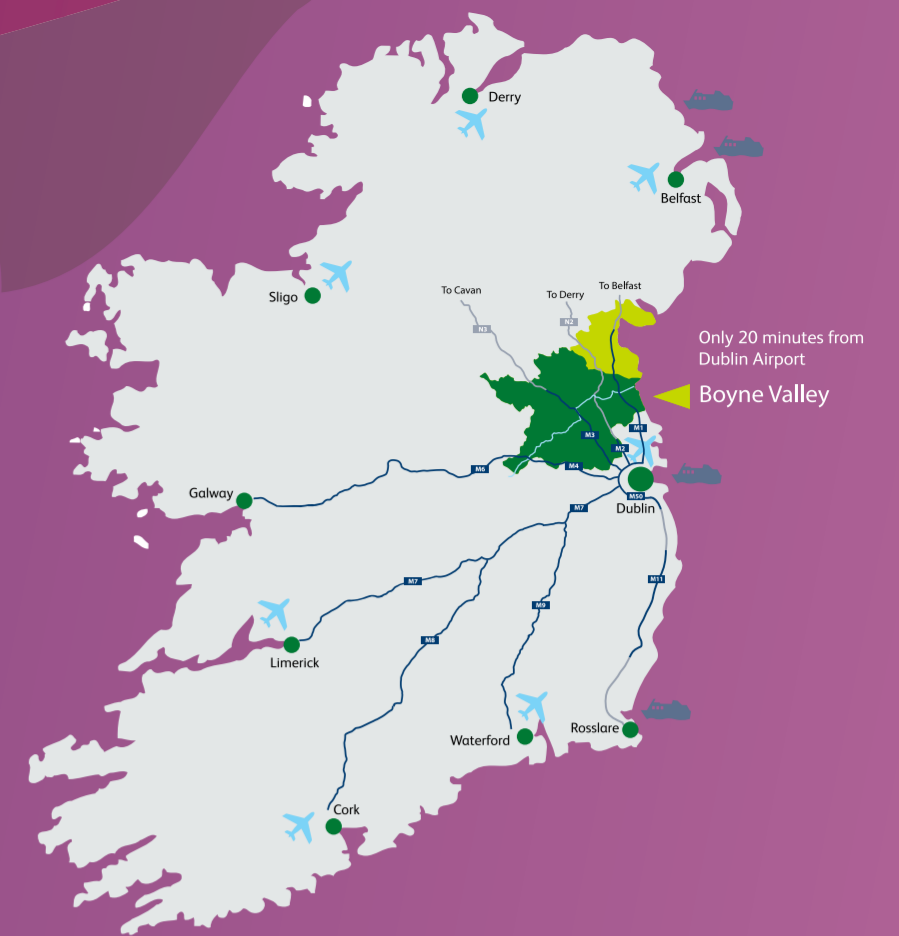 Derry
Belfast
Sligo
To Cavan
To Derry
To Belfast
N3
N2
Only 20 minutes from
Dublin Airport
Boyne Valley
M1
M3
M2
M6
M4
Galway
M50
Dublin
M7
M7
M11
M9
M8
Limerick
Waterford
Rosslare
Cork